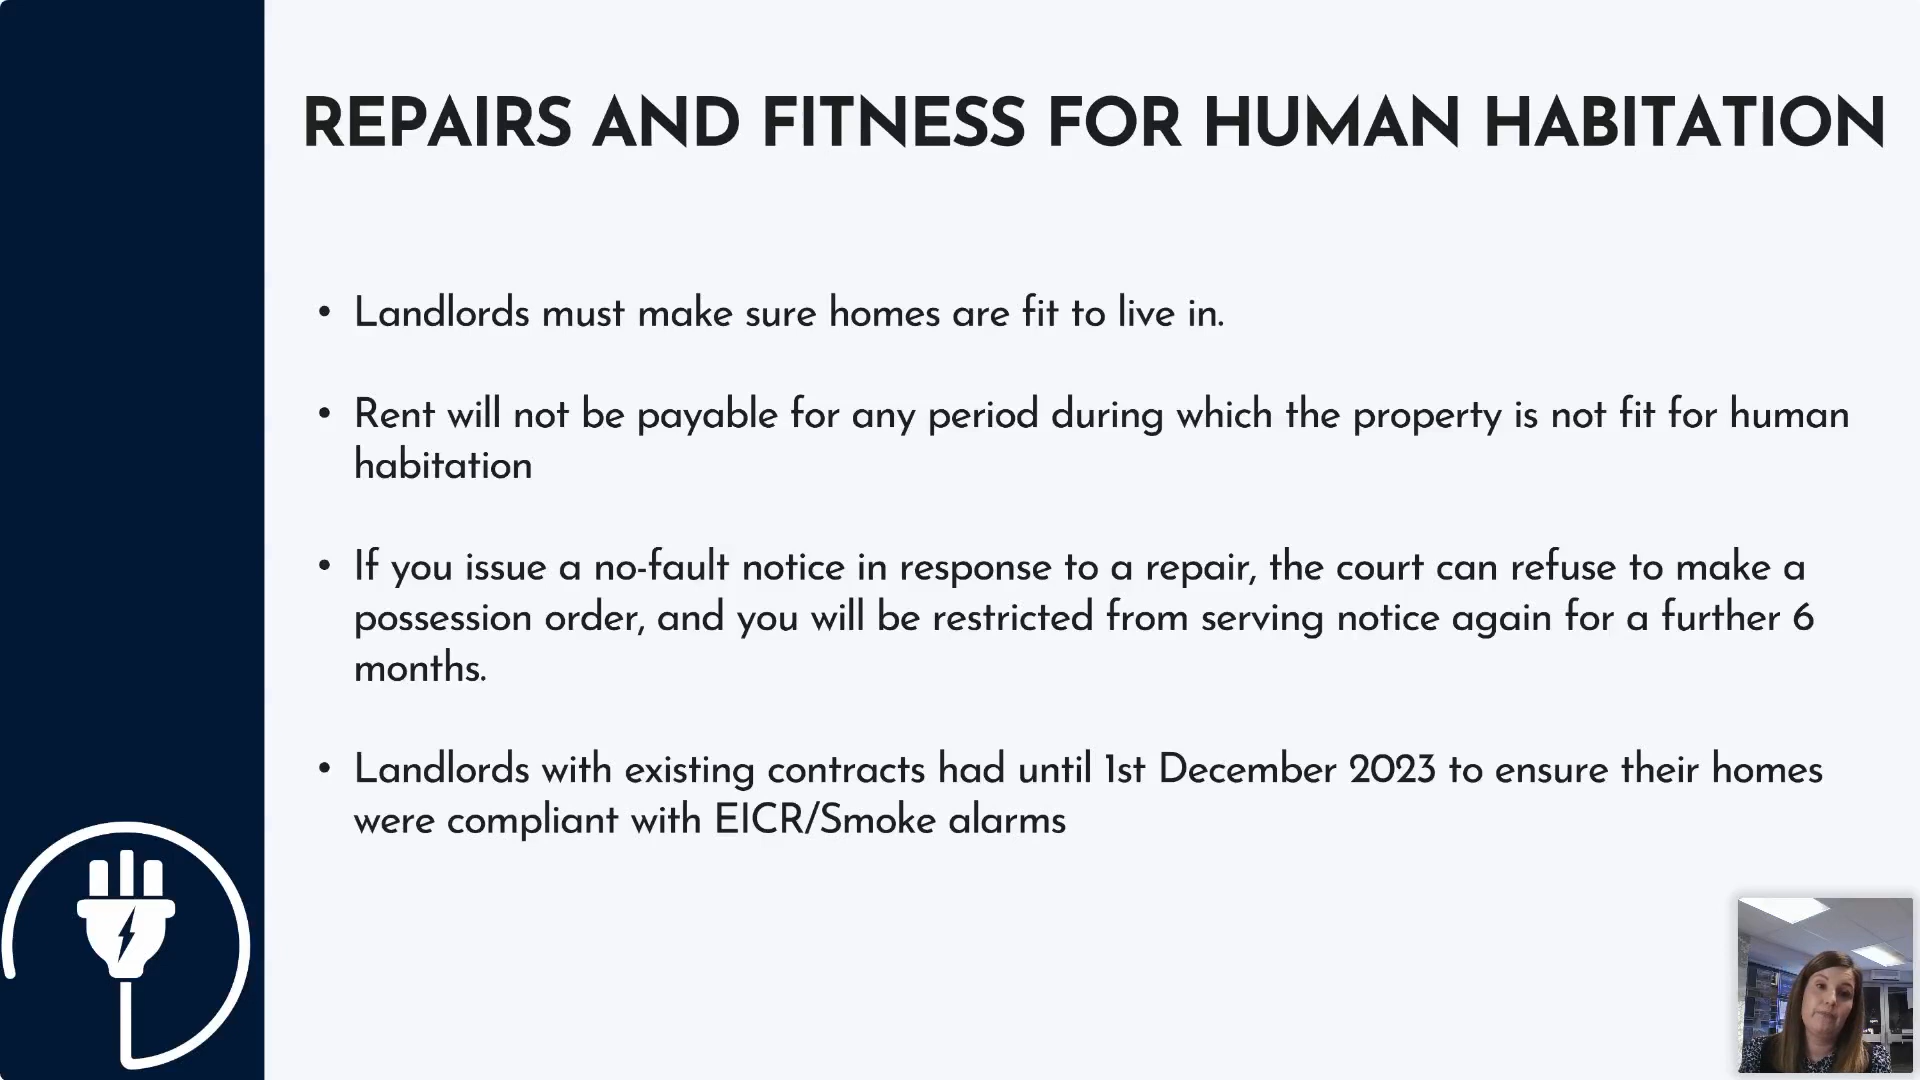 REPAIRS AND FITNESS FOR HUMAN HABITATION
• Landlords must make sure homes are fit to live in.
• Rent will not be payable for any period during which the property is not fit for human
habitation
• If you issue a no-fault notice in response to a repair, the court can refuse to make a
possession order, and you will be restricted from serving notice again for a further 6
months.
• Landlords with existing contracts had until 1st December 2023 to ensure their homes
were compliant with EICR/Smoke alarms